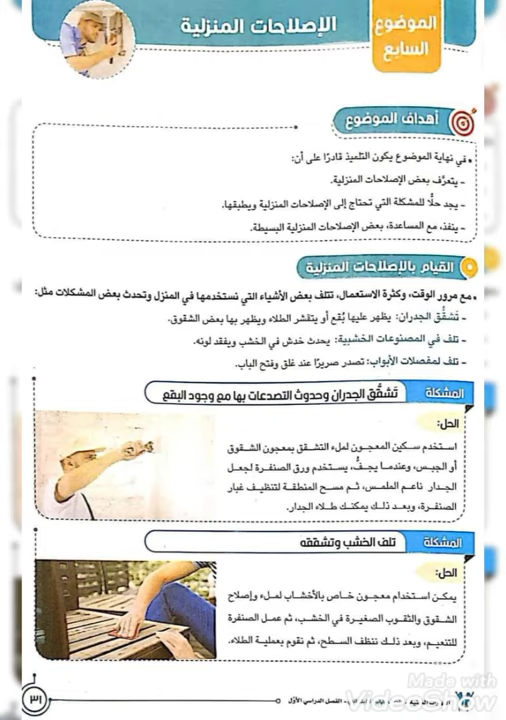 الموضوع
السابع
الإصلاحات المنزلية
أهداف الموضوع
• في نهاية الموضوع يكون التلميذ قادرًا على أن:
- يتعرَّف بعض الإصلاحات المنزلية.
- يجد حلًّا للمشكلة التي تحتاج إلى الإصلاحات المنزلية ويطبقها.
- ينفذ، مع المساعدة، بعض الإصلاحات المنزلية البسيطة.
القيام بالإصلاحات المنزلية
• مع مرور الوقت، وكثرة الاستعمال، تتلف بعض الأشياء التي نستخدمها في المنزل وتحدث بعض المشكلات مثل:
- تَشقُّق الجدران: يظهر عليها بُقع أو يتقشر الطلاء ويظهر بها بعض الشقوق.
- تلف في المصنوعات الخشبية: يحدث خدش في الخشب ويفقد لونه.
- تلف لمفصلات الأبواب: تصدر صريرًا عند غلق وفتح الباب.
المشكلة
تَشقُّق الجدران وحدوث التصدعات بها مع وجود البقع
الحل:
استخدم سكين المعجون لملء التشقق بمعجون الشقوق
أو الجبس، وعندما يجفُّ، يستخدم ورق الصنفرة لجعل
الجدار ناعم الملمس، ثم مسح المنطقة لتنظيف غبار
الصنفرة، وبعد ذلك يمكنك طلاء الجدار.
المشكلة
تلف الخشب وتشققه
الحل:
يمكن استخدام معجون خاص بالأخشاب لملء وإصلاح
الشقوق والثقوب الصغيرة في الخشب، ثم عمل الصنفرة
للتنعيم، وبعد ذلك ننظف السطح، ثم نقوم بعملية الطلاء.
- الفصل الدراسي الأول
٣١
Made with
VideoShow